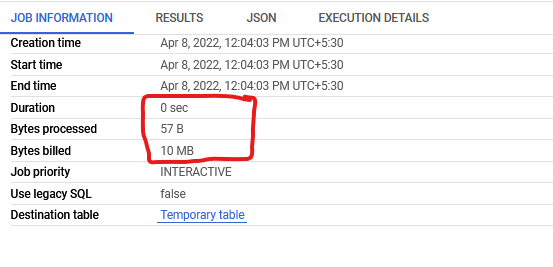 JOB INFORMATION RESULTS JSON EXECUTION DETAILS
Creation time Apr 8, 2022, 12:04:03 PM UTC+5:30
Start time Apr 8, 2022, 12:04:03 PM UTC+5:30
End time Apr 8, 2022, 12:04:03 PM UTC+5:30
Duration 0 sec
Bytes processed 57 B
Bytes billed 10 MB
Job priority INTERACTIVE
Use legacy SQL false
Destination table Temporary table